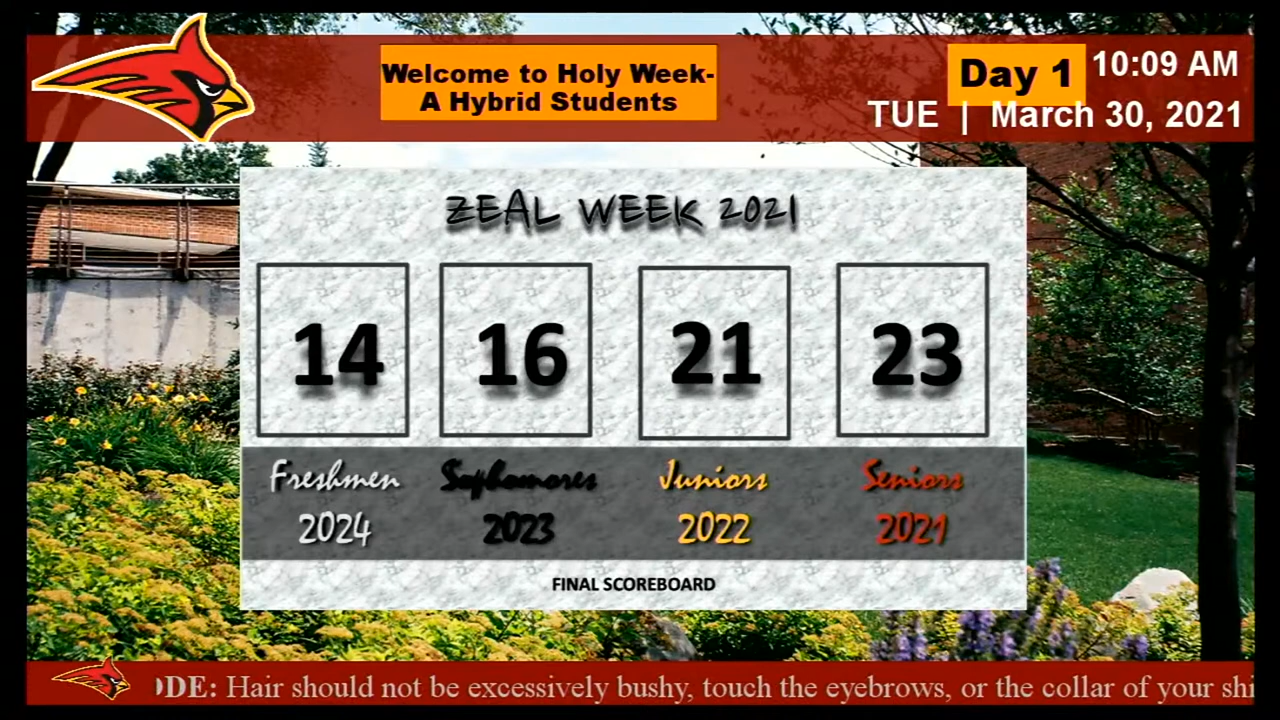 Welcome to Holy Week-
A Hybrid Students
Day 1
10:09 AM
TUE | March 30, 2021
ZEAL WEEK 2021
14 16 21 23
Freshmen Sophomores Juniors Seniors
2024 2023 2022 2021
FINAL SCOREBOARD
DE: Hair should not be excessively bushy, touch the eyebrows, or the collar of your shi